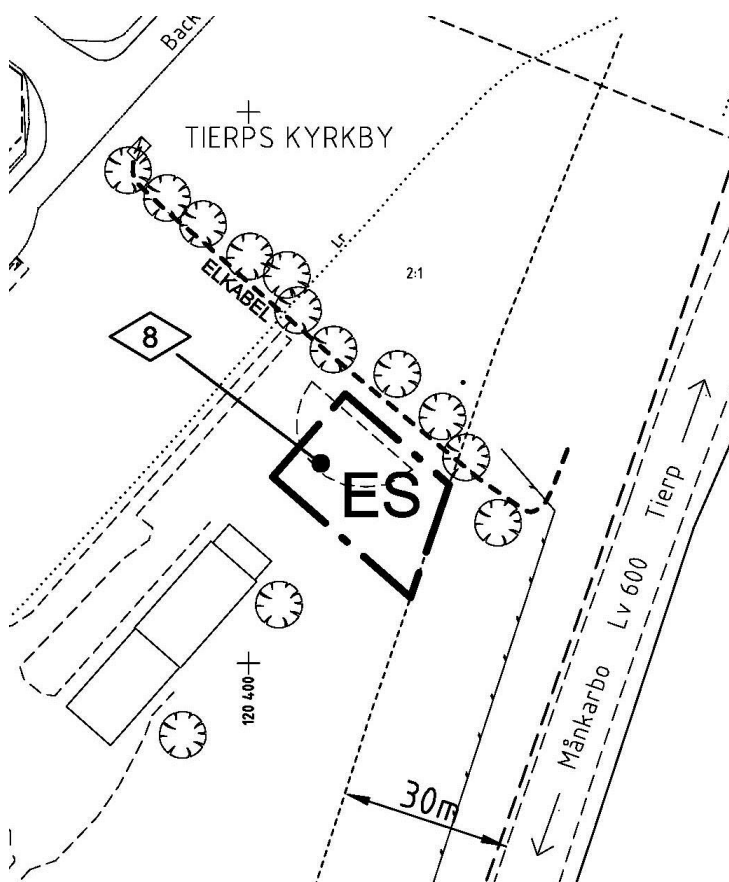 Back
TIERPS KYRKBY
Lr
2:1
ELKABEL
8
ES
Tierp
Lv 600
Månkarbo
120 400
30m